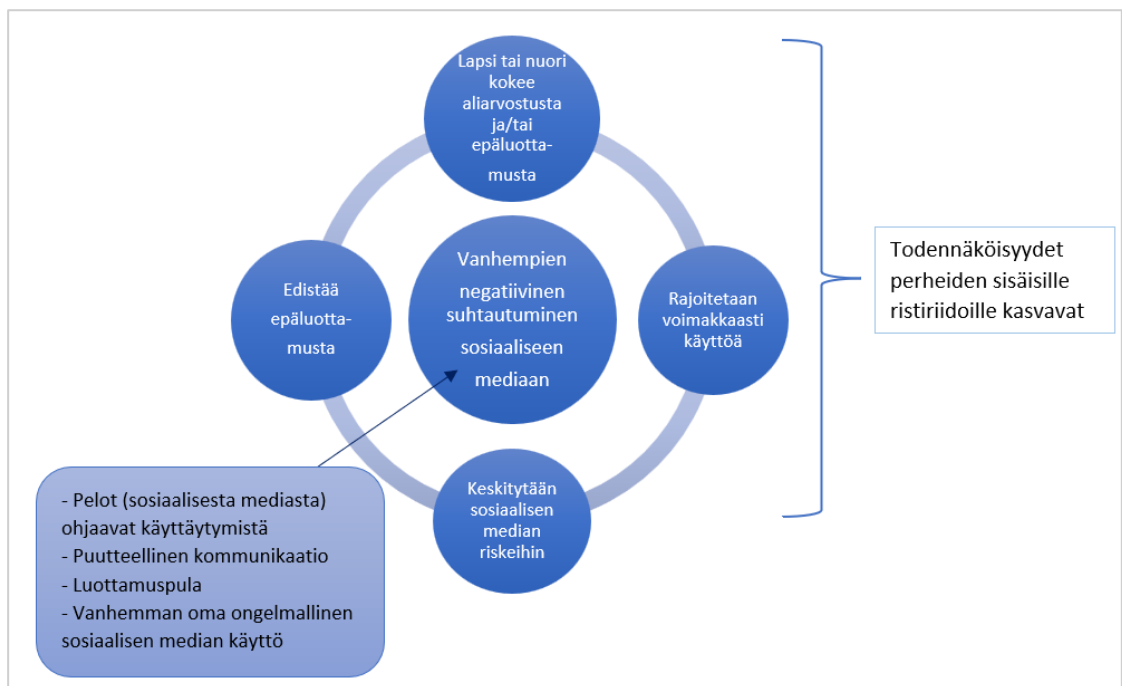 Lapsi tai nuori
kokee
aliarvostusta
ja/tai
epäluotta-
musta
Vanhempien
negatiivinen
suhtautuminen
sosiaaliseen
mediaan
Edistää
epäluotta-
musta
Rajoitetaan
voimakkaasti
käyttöä
Todennäköisyydet
perheiden sisäisille
ristiriidoille kasvavat
Keskitytään
sosiaalisen
median
riskeihin
- Pelot (sosiaalisesta mediasta)
ohjaavat käyttäytymistä
- Puutteellinen kommunikaatio
- Luottamuspula
- Vanhemman oma ongelmallinen
sosiaalisen median käyttö